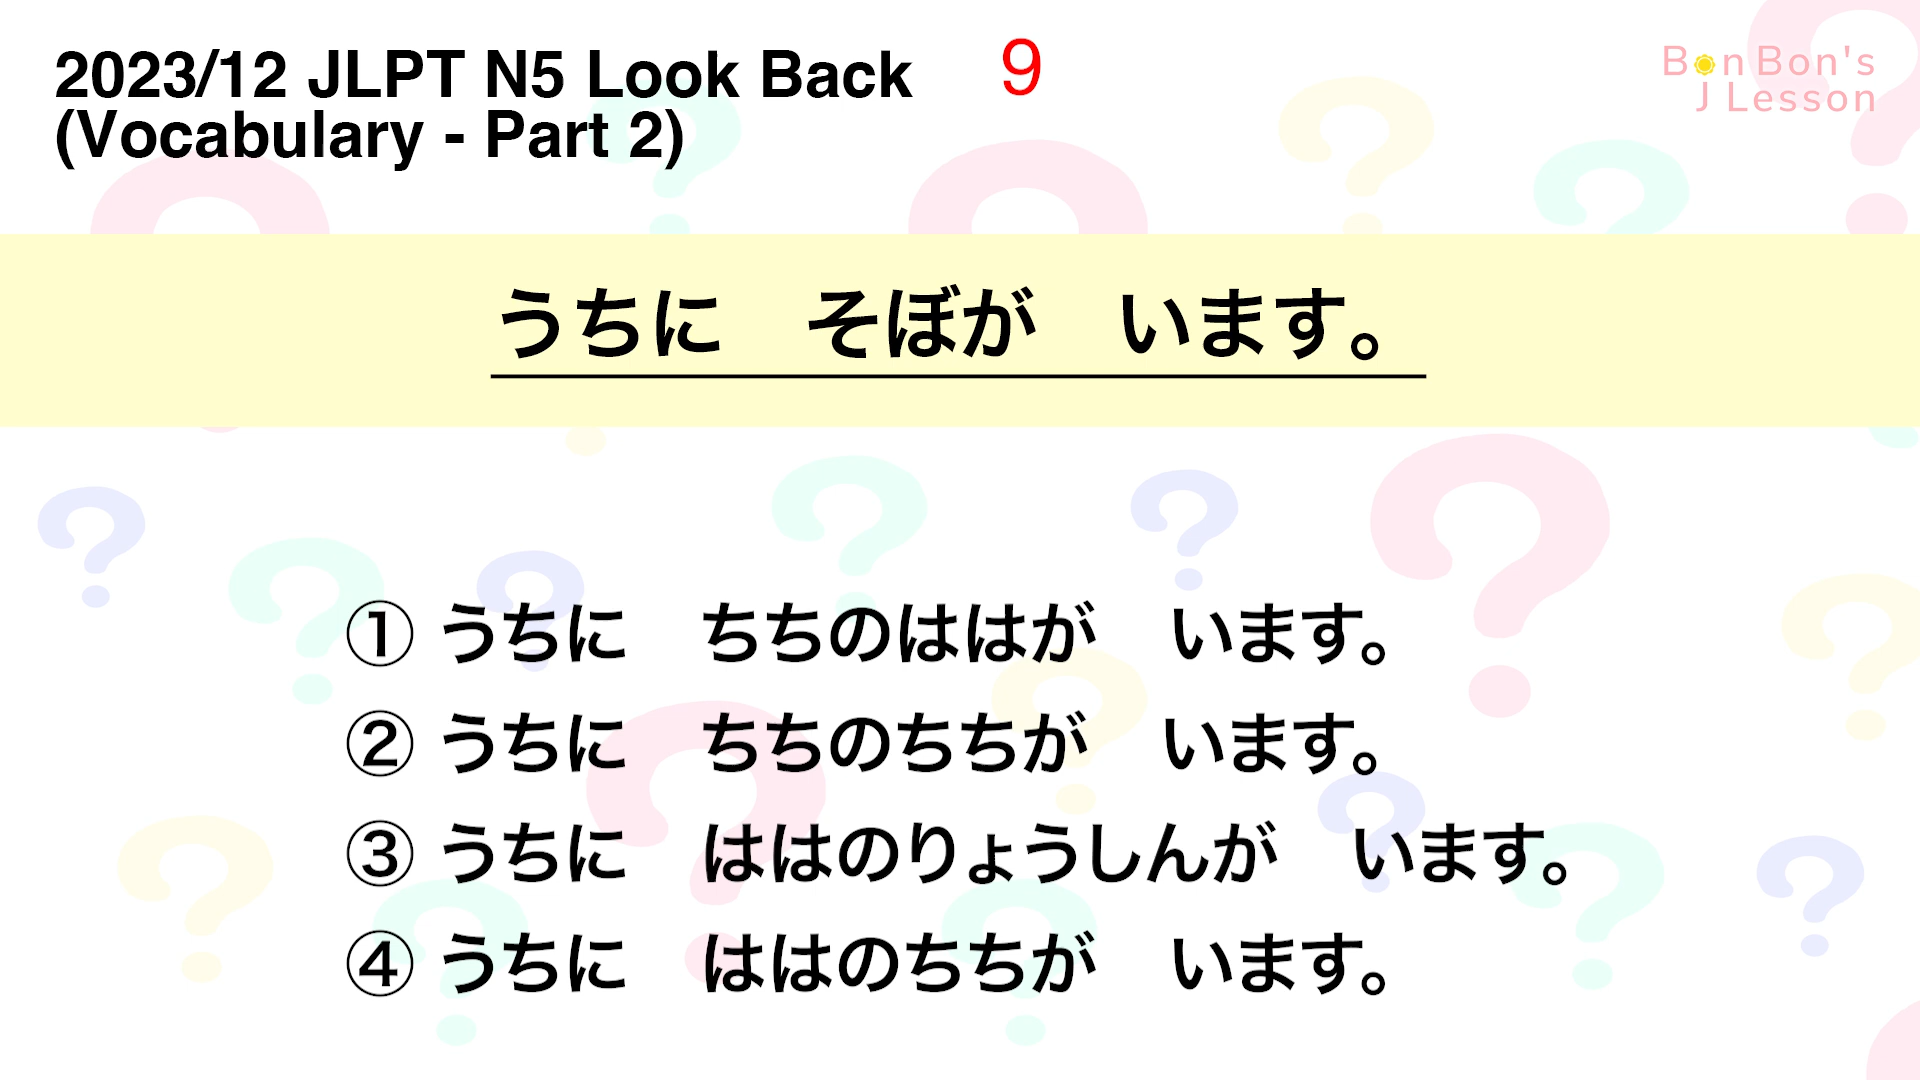 2023/12 JLPT N5 Look Back 9
(Vocabulary - Part 2)
BonBon's
J Lesson
うちに　そぼが　います。
① うちに　ちちのははが　います。
② うちに　ちちのちちが　います。
③ うちに　ははのりょうしんが　います。
④ うちに　ははのちちが　います。